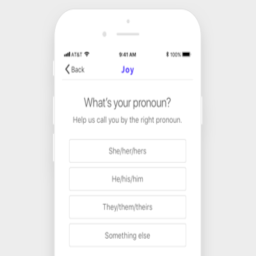 AT&T 9:41 AM 100%
Back Joy
What's your pronoun?
Help us call you by the right pronoun.
She/her/hers
He/his/him
They/them/theirs
Something else